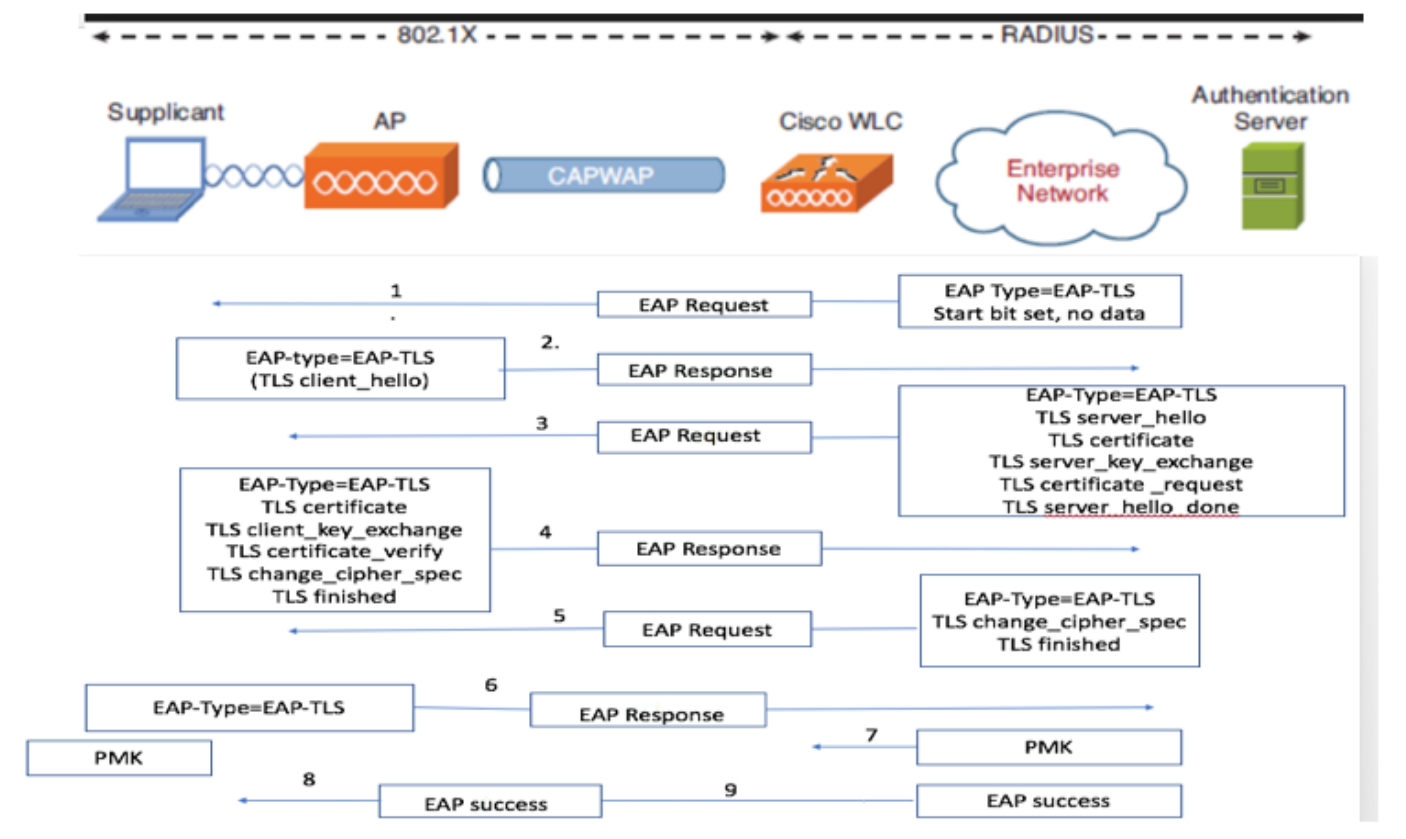 802.1X
RADIUS
Supplicant
AP
CAPWAP
Cisco WLC
Enterprise
Network
Authentication
Server
1
.
EAP Request
EAP Type=EAP-TLS
Start bit set, no data
EAP-type=EAP-TLS
(TLS client_hello)
2.
EAP Response
3
EAP Request
EAP-Type=EAP-TLS
TLS server_hello
TLS certificate
TLS server_key_exchange
TLS certificate _request
TLS server_hello_done
EAP-Type=EAP-TLS
TLS certificate
TLS client_key_exchange
TLS certificate_verify
TLS change_cipher_spec
TLS finished
4
EAP Response
5
EAP Request
EAP-Type=EAP-TLS
TLS change_cipher_spec
TLS finished
EAP-Type=EAP-TLS
6
EAP Response
7
PMK
PMK
8
EAP success
9
EAP success